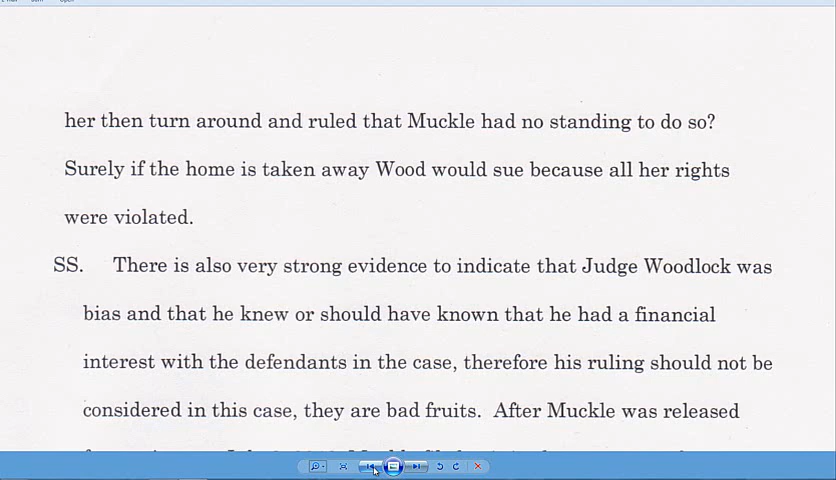 her then turn around and ruled that Muckle had no standing to do so?
Surely if the home is taken away Wood would sue because all her rights
were violated.
SS. There is also very strong evidence to indicate that Judge Woodlock was
bias and that he knew or should have known that he had a financial
interest with the defendants in the case, therefore his ruling should not be
considered in this case, they are bad fruits. After Muckle was released